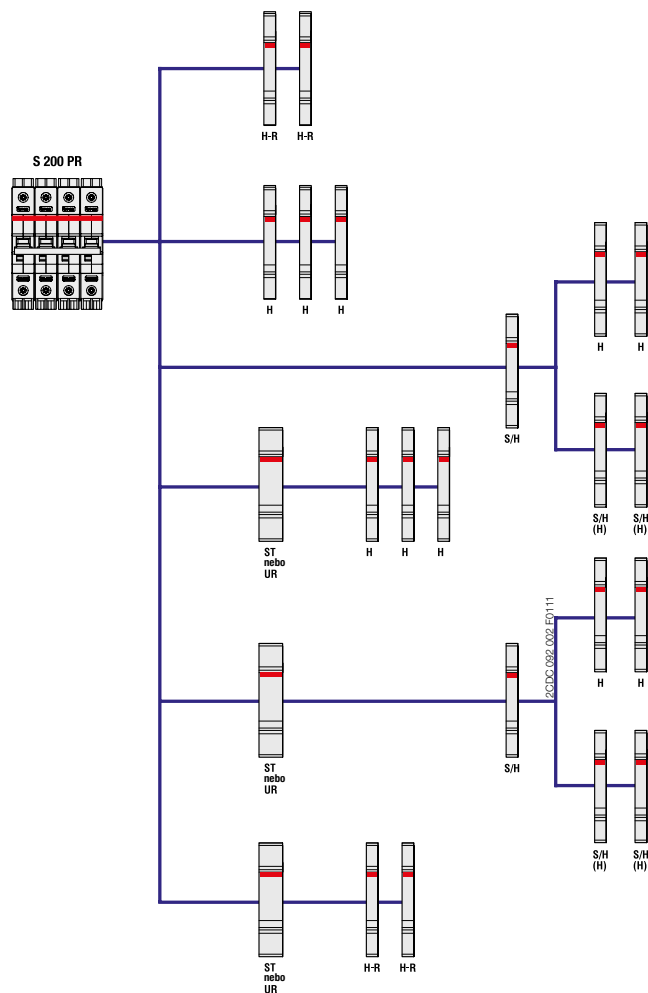 H-R H-R
S 200 PR
H H H
H H
S/H
S/H (H) S/H (H)
ST nebo UR
H H H
2CDC 092 002 F0111
H H
ST nebo UR
S/H
S/H (H) S/H (H)
ST nebo UR
H-R H-R